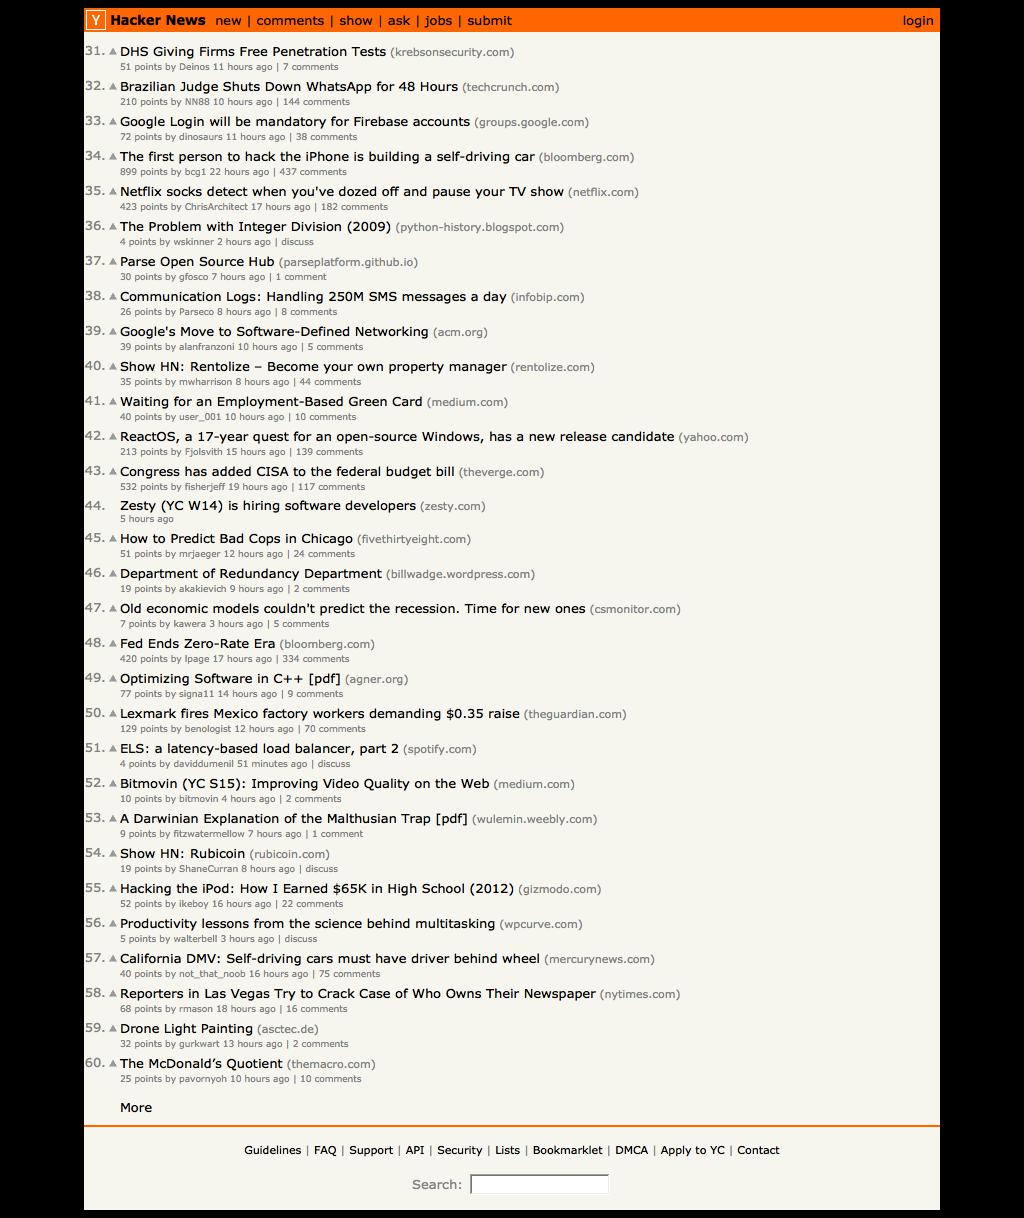 Y Hacker News new | comments | show | ask | jobs | submit login
31. DHS Giving Firms Free Penetration Tests (krebsonsecurity.com)
51 points by Deinos 11 hours ago | 7 comments
32. Brazilian Judge Shuts Down WhatsApp for 48 Hours (techcrunch.com)
210 points by NN88 10 hours ago | 144 comments
33. Google Login will be mandatory for Firebase accounts (groups.google.com)
72 points by dinosaurs 11 hours ago | 38 comments
34. The first person to hack the iPhone is building a self-driving car (bloomberg.com)
899 points by bcg1 22 hours ago | 437 comments
35. Netflix socks detect when you've dozed off and pause your TV show (netflix.com)
423 points by ChrisArchitect 17 hours ago | 182 comments
36. The Problem with Integer Division (2009) (python-history.blogspot.com)
4 points by wskinner 2 hours ago | discuss
37. Parse Open Source Hub (parseplatform.github.io)
30 points by gfosco 7 hours ago | 1 comment
38. Communication Logs: Handling 250M SMS messages a day (infobip.com)
26 points by Parseco 8 hours ago | 8 comments
39. Google's Move to Software-Defined Networking (acm.org)
39 points by alanfranzoni 10 hours ago | 5 comments
40. Show HN: Rentolize – Become your own property manager (rentolize.com)
35 points by mwharrison 8 hours ago | 44 comments
41. Waiting for an Employment-Based Green Card (medium.com)
40 points by user_001 10 hours ago | 10 comments
42. ReactOS, a 17-year quest for an open-source Windows, has a new release candidate (yahoo.com)
213 points by Fjolsvith 15 hours ago | 139 comments
43. Congress has added CISA to the federal budget bill (theverge.com)
532 points by fisherjeff 19 hours ago | 117 comments
44. Zesty (YC W14) is hiring software developers (zesty.com)
5 hours ago
45. How to Predict Bad Cops in Chicago (fivethirtyeight.com)
51 points by mrjaeger 12 hours ago | 24 comments
46. Department of Redundancy Department (billwadge.wordpress.com)
19 points by akakievich 9 hours ago | 2 comments
47. Old economic models couldn't predict the recession. Time for new ones (csmonitor.com)
7 points by kawera 3 hours ago | 5 comments
48. Fed Ends Zero-Rate Era (bloomberg.com)
420 points by lpage 17 hours ago | 334 comments
49. Optimizing Software in C++ [pdf] (agner.org)
77 points by signa11 14 hours ago | 9 comments
50. Lexmark fires Mexico factory workers demanding $0.35 raise (theguardian.com)
129 points by benologist 12 hours ago | 70 comments
51. ELS: a latency-based load balancer, part 2 (spotify.com)
4 points by daviddumenil 51 minutes ago | discuss
52. Bitmovin (YC S15): Improving Video Quality on the Web (medium.com)
10 points by bitmovin 4 hours ago | 2 comments
53. A Darwinian Explanation of the Malthusian Trap [pdf] (wulemin.weebly.com)
9 points by fitzwatermellow 7 hours ago | 1 comment
54. Show HN: Rubicoin (rubicoin.com)
19 points by ShaneCurran 8 hours ago | discuss
55. Hacking the iPod: How I Earned $65K in High School (2012) (gizmodo.com)
52 points by ikeboy 16 hours ago | 22 comments
56. Productivity lessons from the science behind multitasking (wpcurve.com)
5 points by walterbell 3 hours ago | discuss
57. California DMV: Self-driving cars must have driver behind wheel (mercurynews.com)
40 points by not_that_noob 16 hours ago | 75 comments
58. Reporters in Las Vegas Try to Crack Case of Who Owns Their Newspaper (nytimes.com)
68 points by rmason 18 hours ago | 16 comments
59. Drone Light Painting (asctec.de)
32 points by gurkwart 13 hours ago | 2 comments
60. The McDonald’s Quotient (themacro.com)
25 points by pavornyoh 10 hours ago | 10 comments
More
Guidelines | FAQ | Support | API | Security | Lists | Bookmarklet | DMCA | Apply to YC | Contact
Search: